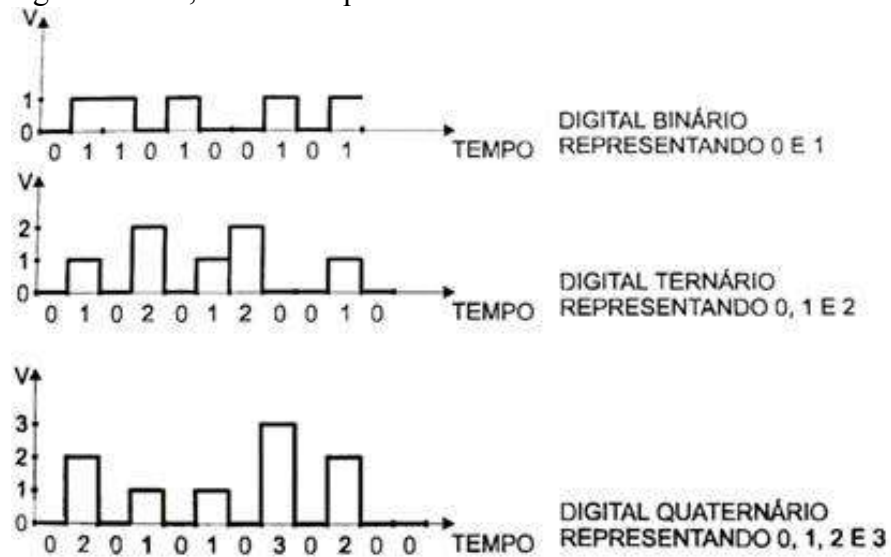 V
1
0
0 1 1 0 1 0 0 1 0 1 TEMPO
DIGITAL BINÁRIO
REPRESENTANDO 0 E 1
V
2
1
0
0 1 0 2 0 1 2 0 0 1 0 TEMPO
DIGITAL TERNÁRIO
REPRESENTANDO 0, 1 E 2
V
3
2
1
0
0 2 0 1 0 1 0 3 0 2 0 0 TEMPO
DIGITAL QUATERNÁRIO
REPRESENTANDO 0, 1, 2 E 3